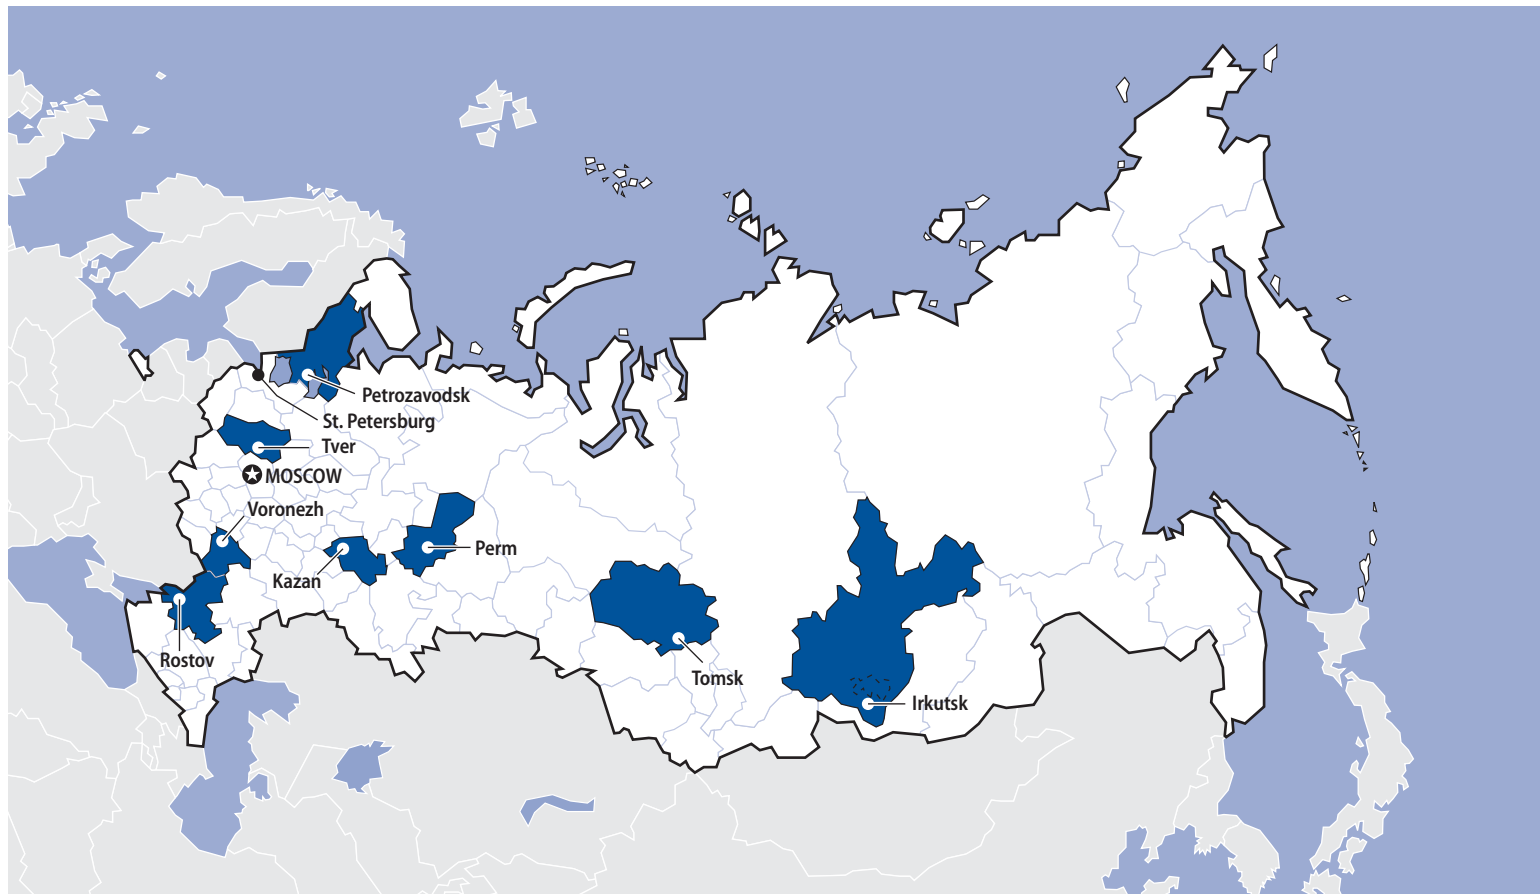 Petrozavodsk
St. Petersburg
Tver
MOSCOW
Voronezh
Perm
Kazan
Rostov
Tomsk
Irkutsk